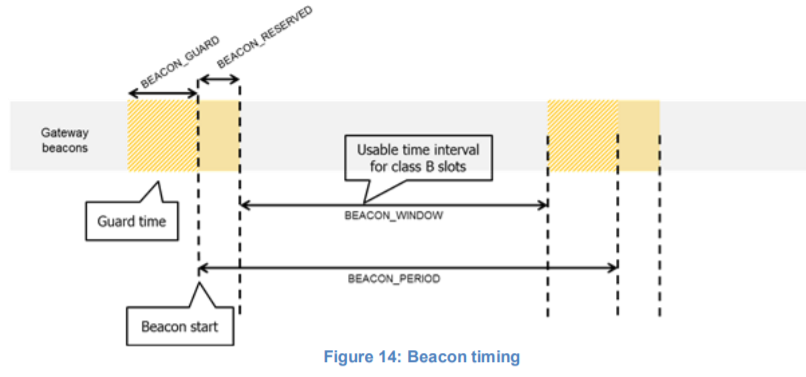 BEACON_GUARD
BEACON_RESERVED
Gateway
beacons
Usable time interval
for class B slots
Guard time
BEACON_WINDOW
BEACON_PERIOD
Beacon start
Figure 14: Beacon timing